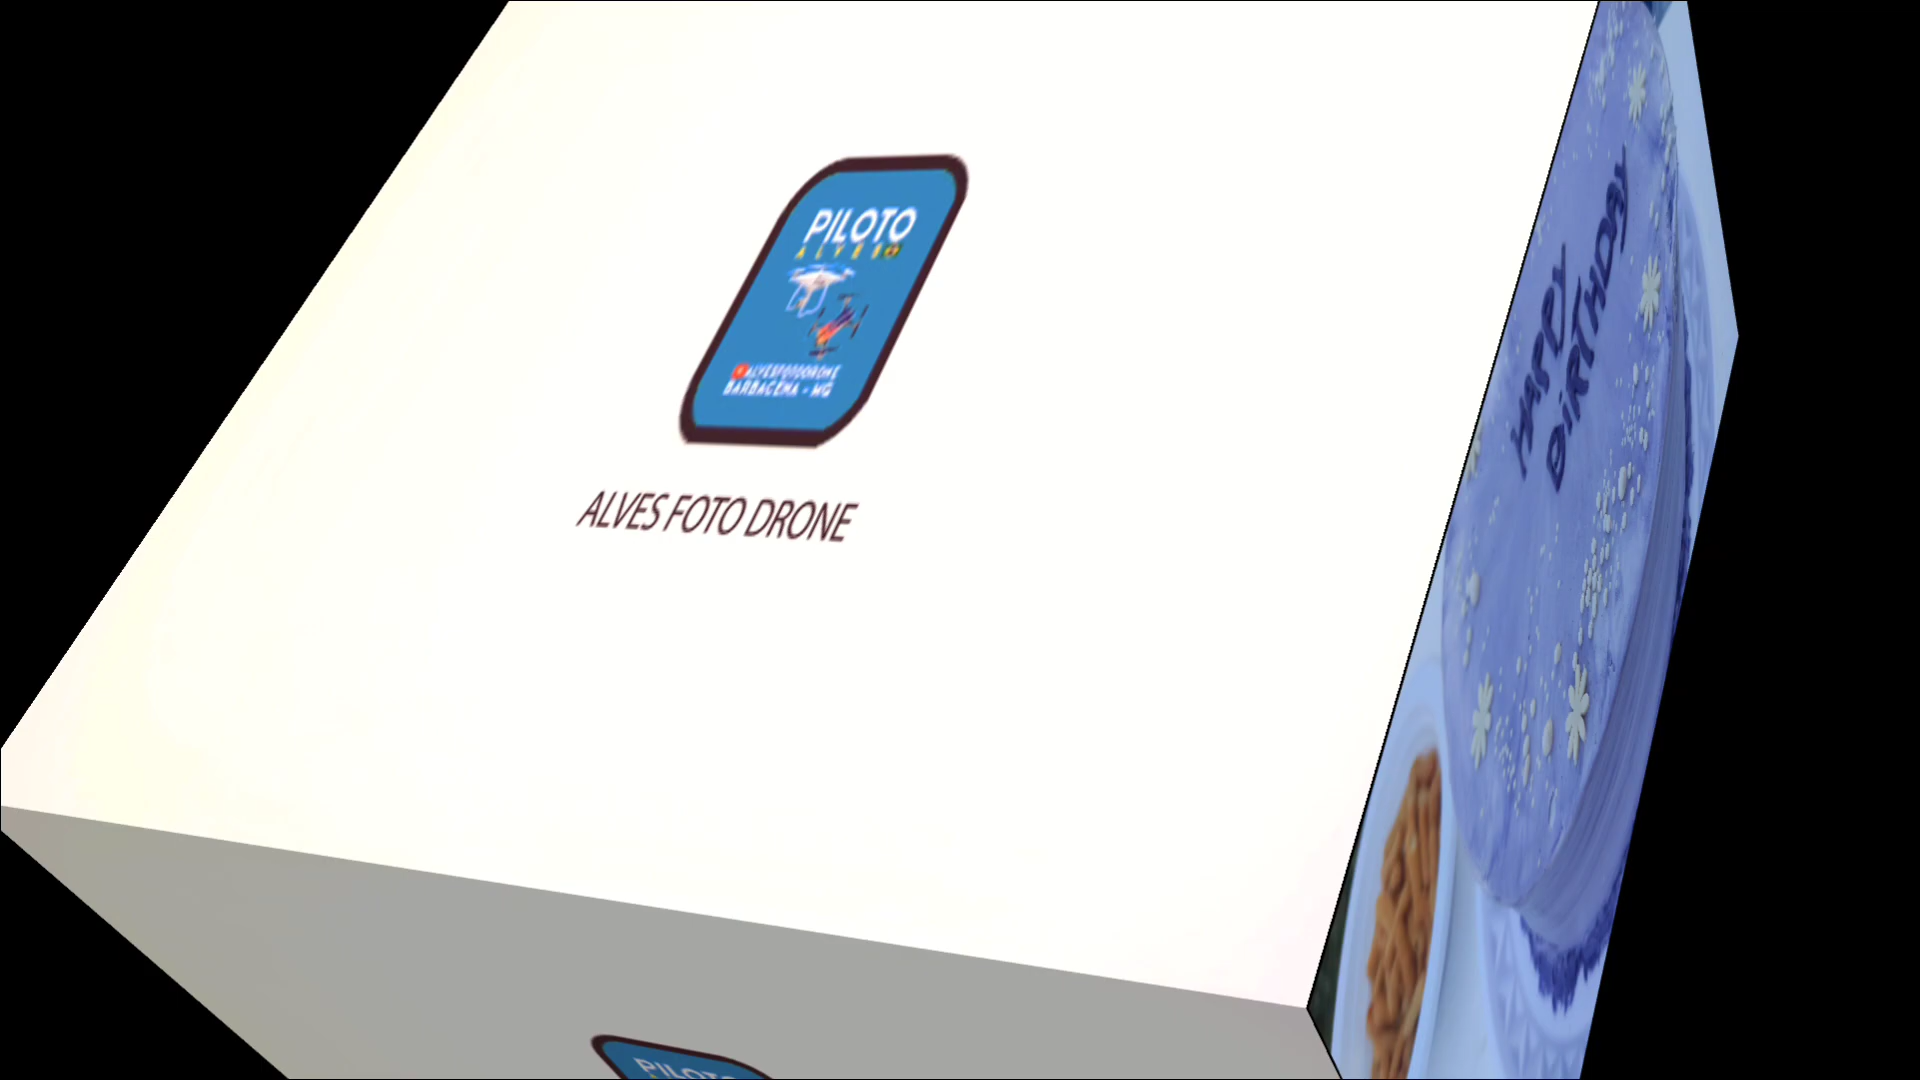 PILOTO
ALVES
ALVESFOTODRONE
BARBACENA - MG
ALVES FOTO DRONE
HAPPY
BIRTHDAY
PILOTO